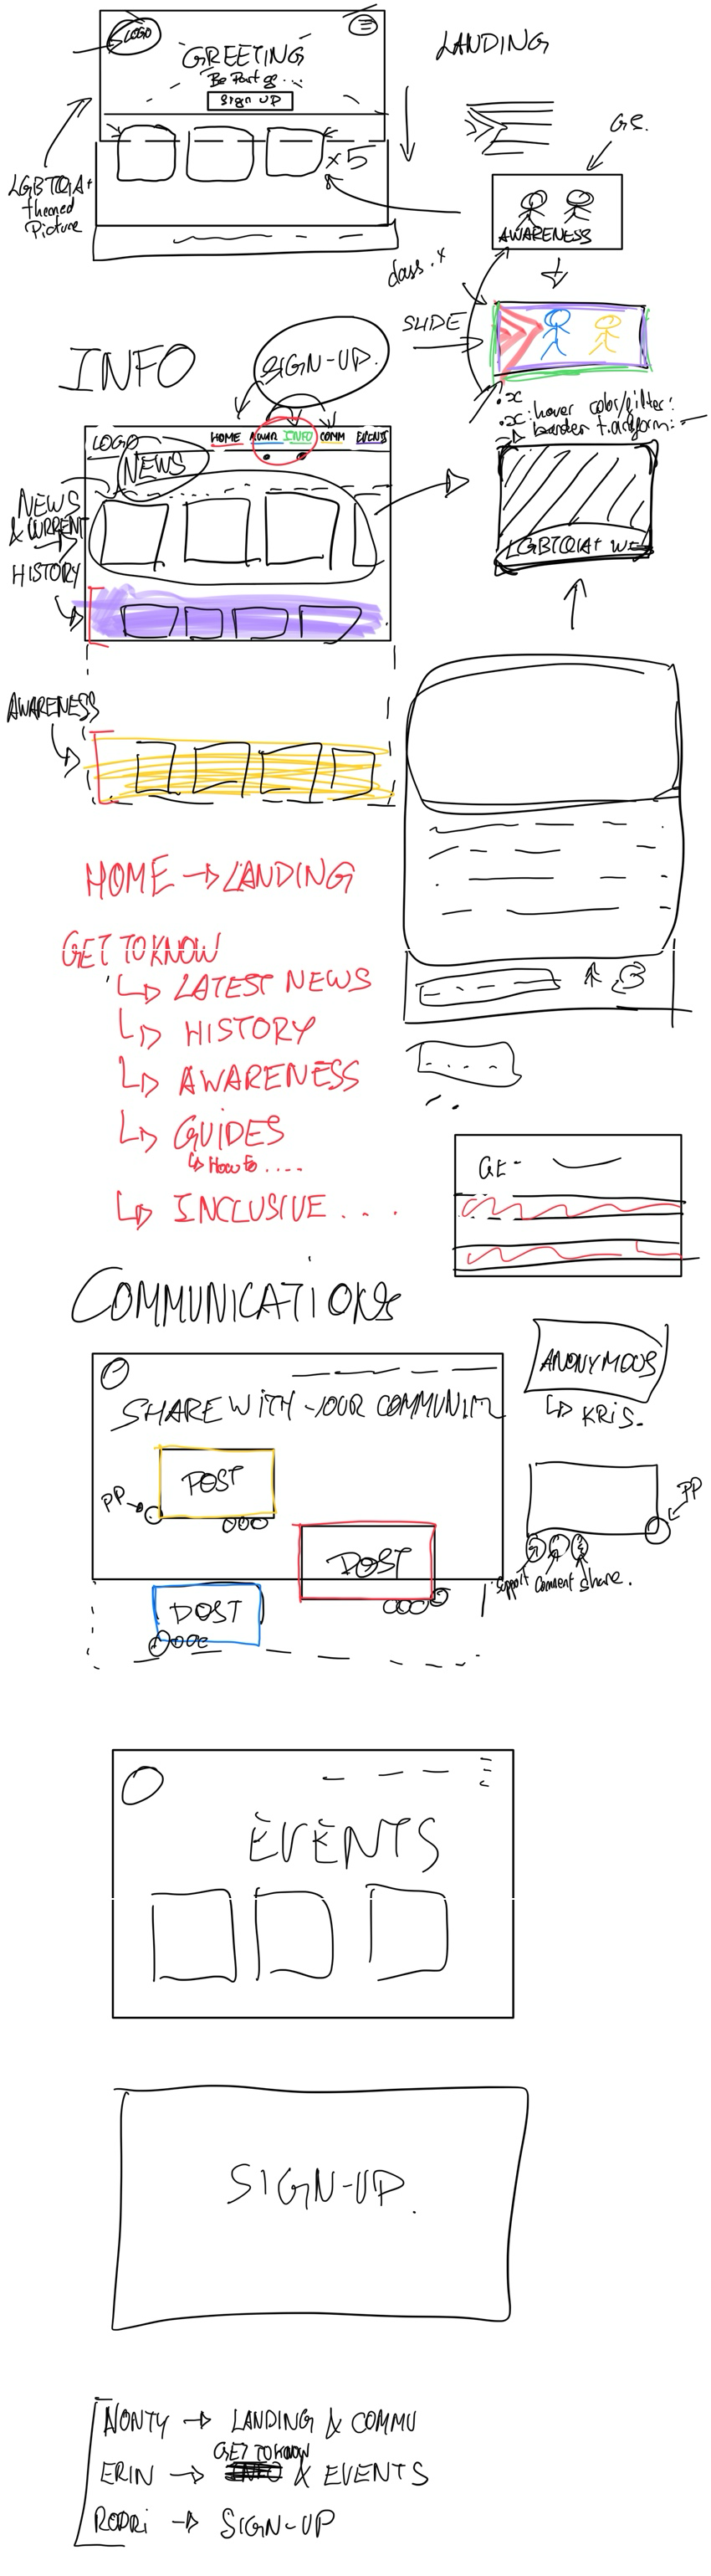 LOGO
GREETING
Be Part of ...
Sign UP
LANDING
x5
LGBTQIA+
themed
Picture
GS.
AWARENESS
class.x
SLIDE
.x:hover color/filter:
border transform:
INFO
SIGN-UP.
LOGO
HOME INFO COMM EVENTS
NEWS
NEWS
& CURRENT
HISTORY
LGBTQIA+ WE
AWARENESS
HOME → LANDING
GET TO KNOW
↳ LATEST NEWS
↳ HISTORY
↳ AWARENESS
↳ GUIDES
↳ How to ....
↳ INCLUSIVE ....
GE-
COMMUNICATIONS
ANONYMOUS
↳ KRIS.
SHARE WITH YOUR COMMUNITY
POST
PP
PP
POST
Support Comment Share.
POST
EVENTS
SIGN-UP.
NONTY → LANDING & COMMU
GET TO KNOW
ERIN → & EVENTS
RODRI → SIGN-UP